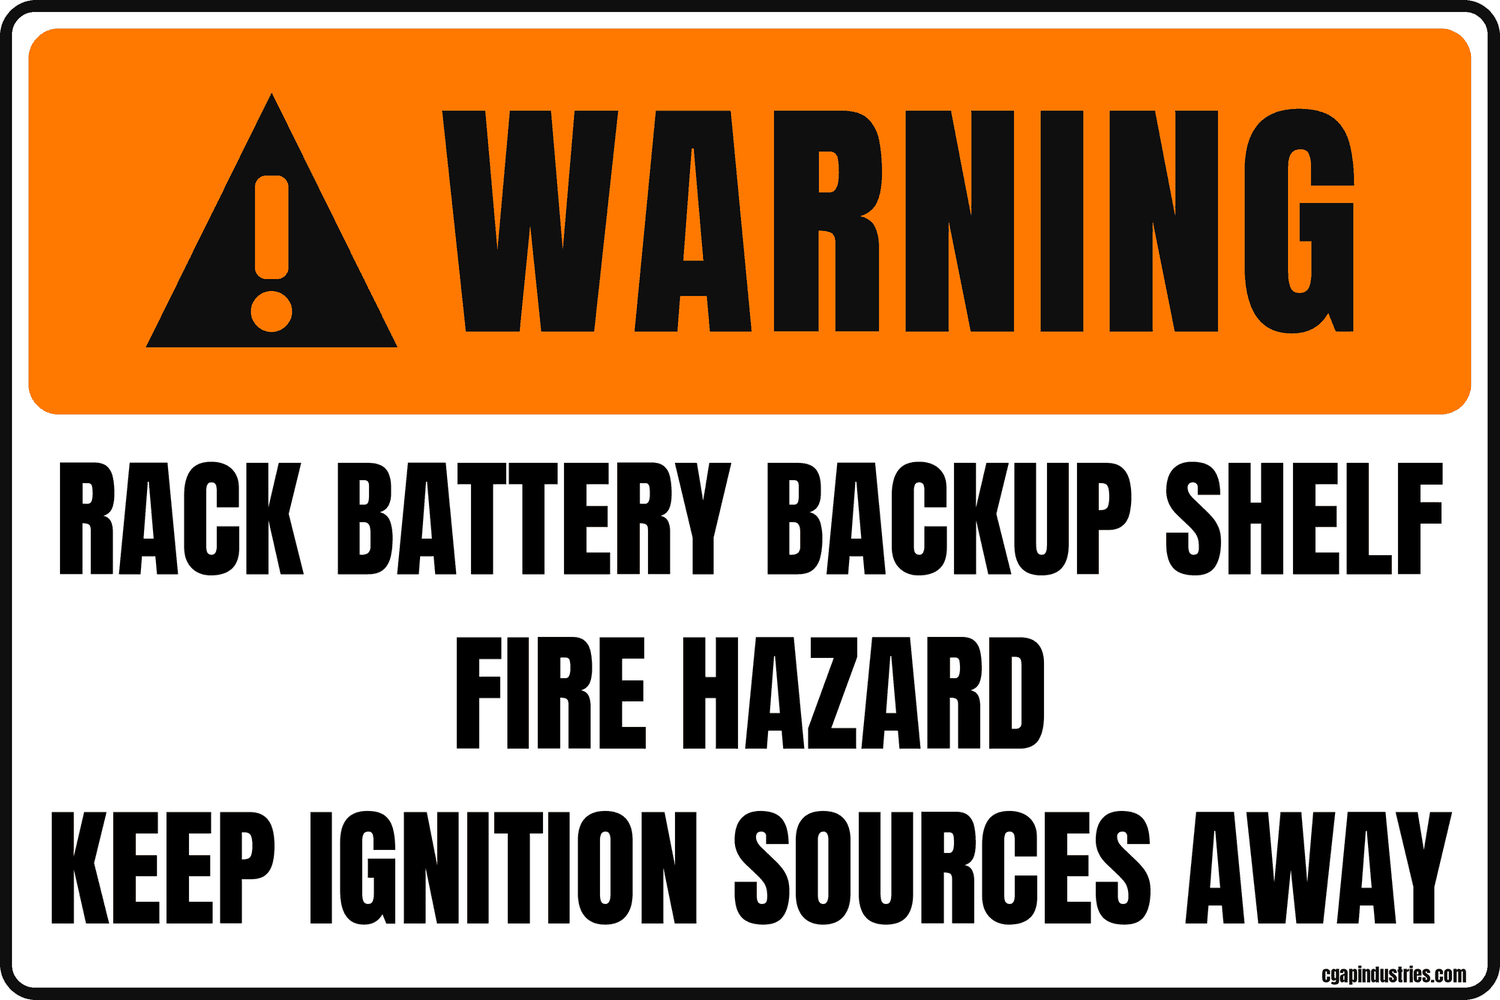 WARNING
RACK BATTERY BACKUP SHELF
FIRE HAZARD
KEEP IGNITION SOURCES AWAY
cgapindustries.com